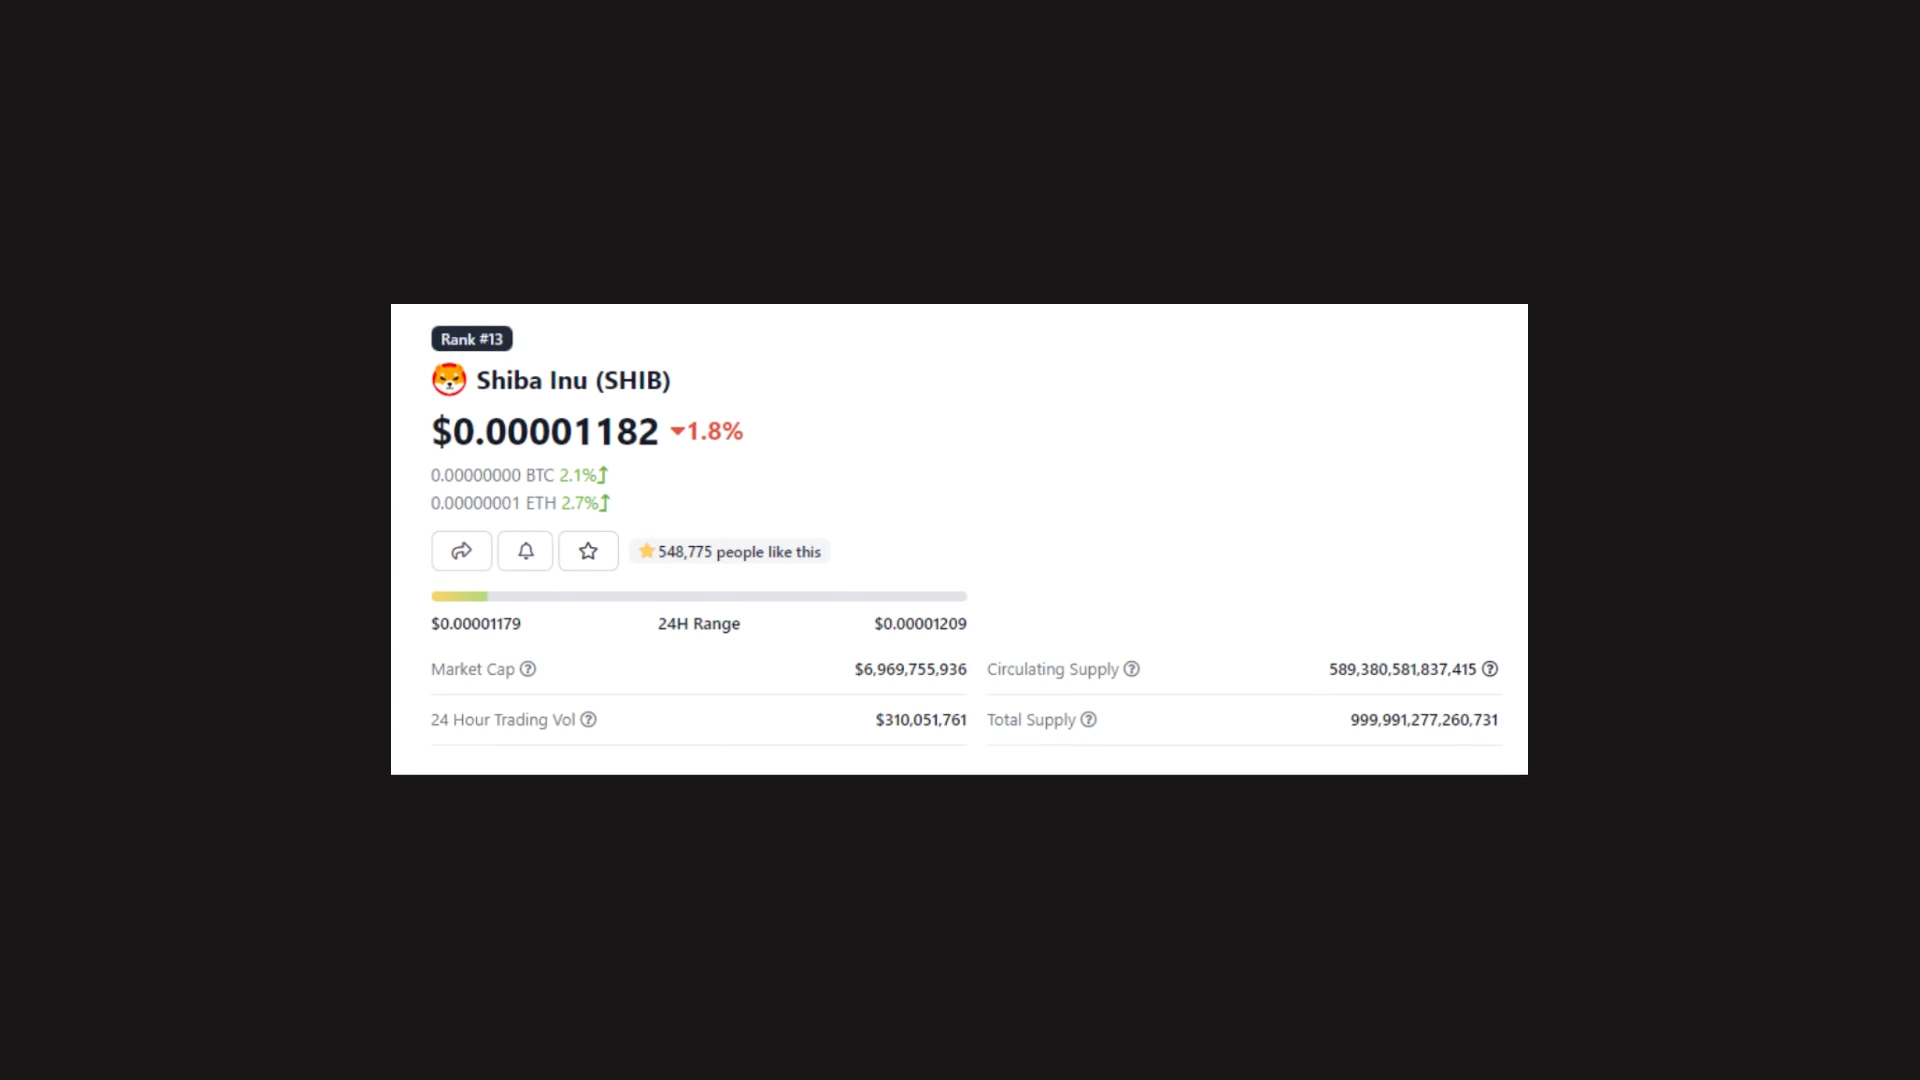 Rank #13
Shiba Inu (SHIB)
$0.00001182 1.8%
0.00000000 BTC 2.1%
0.00000001 ETH 2.7%
548,775 people like this
$0.00001179 24H Range $0.00001209
Market Cap $6,969,755,936 Circulating Supply 589,380,581,837,415
24 Hour Trading Vol $310,051,761 Total Supply 999,991,277,260,731